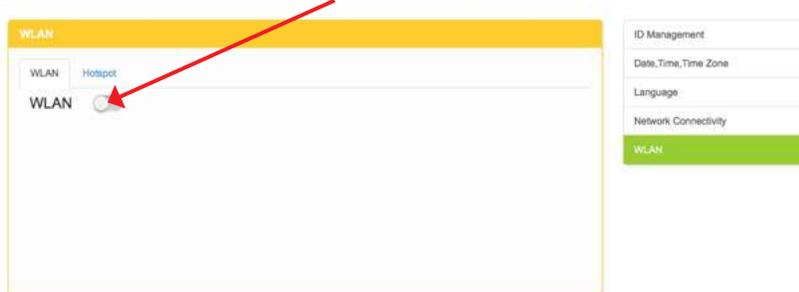 WLAN
WLAN Hotspot
WLAN
ID Management
Date,Time,Time Zone
Language
Network Connectivity
WLAN